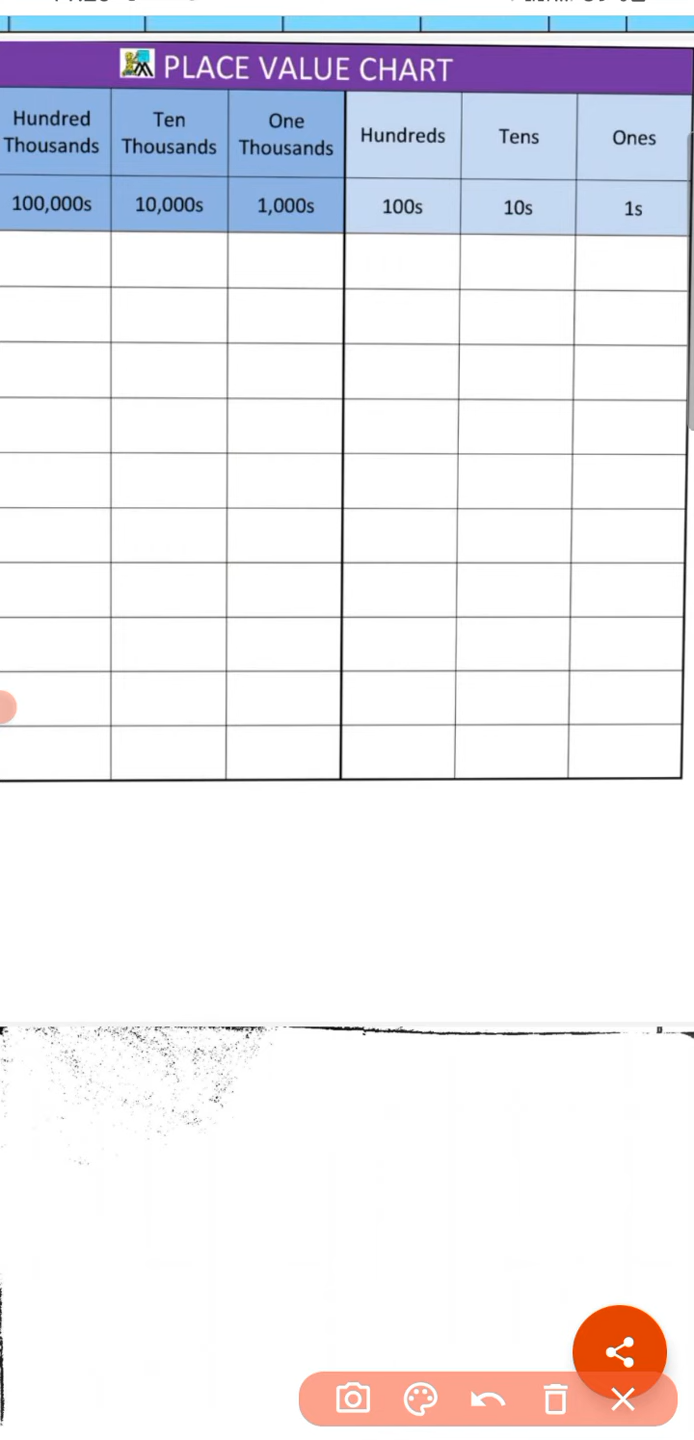 PLACE VALUE CHART
Hundred Thousands
Ten Thousands
One Thousands
Hundreds
Tens
Ones
100,000s
10,000s
1,000s
100s
10s
1s